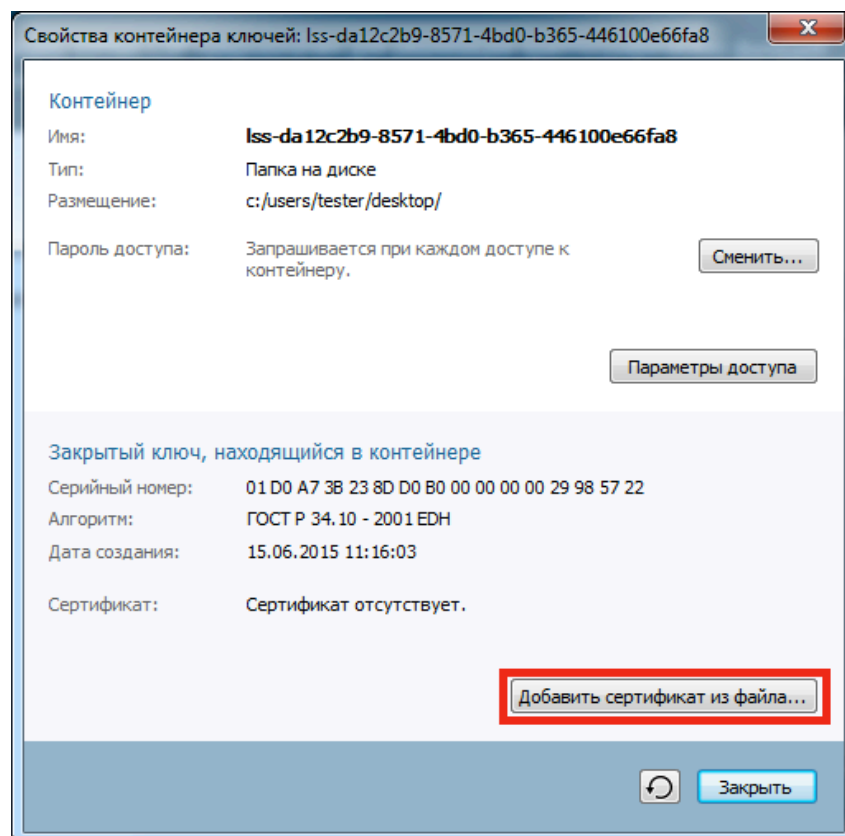 Свойства контейнера ключей: lss-da12c2b9-8571-4bd0-b365-446100e66fa8
Контейнер
Имя: lss-da12c2b9-8571-4bd0-b365-446100e66fa8
Тип: Папка на диске
Размещение: c:/users/tester/desktop/
Пароль доступа: Запрашивается при каждом доступе к
контейнеру.
Сменить...
Параметры доступа
Закрытый ключ, находящийся в контейнере
Серийный номер: 01 D0 A7 3B 23 8D D0 B0 00 00 00 00 29 98 57 22
Алгоритм: ГОСТ Р 34.10 - 2001 EDH
Дата создания: 15.06.2015 11:16:03
Сертификат: Сертификат отсутствует.
Добавить сертификат из файла...
Закрыть